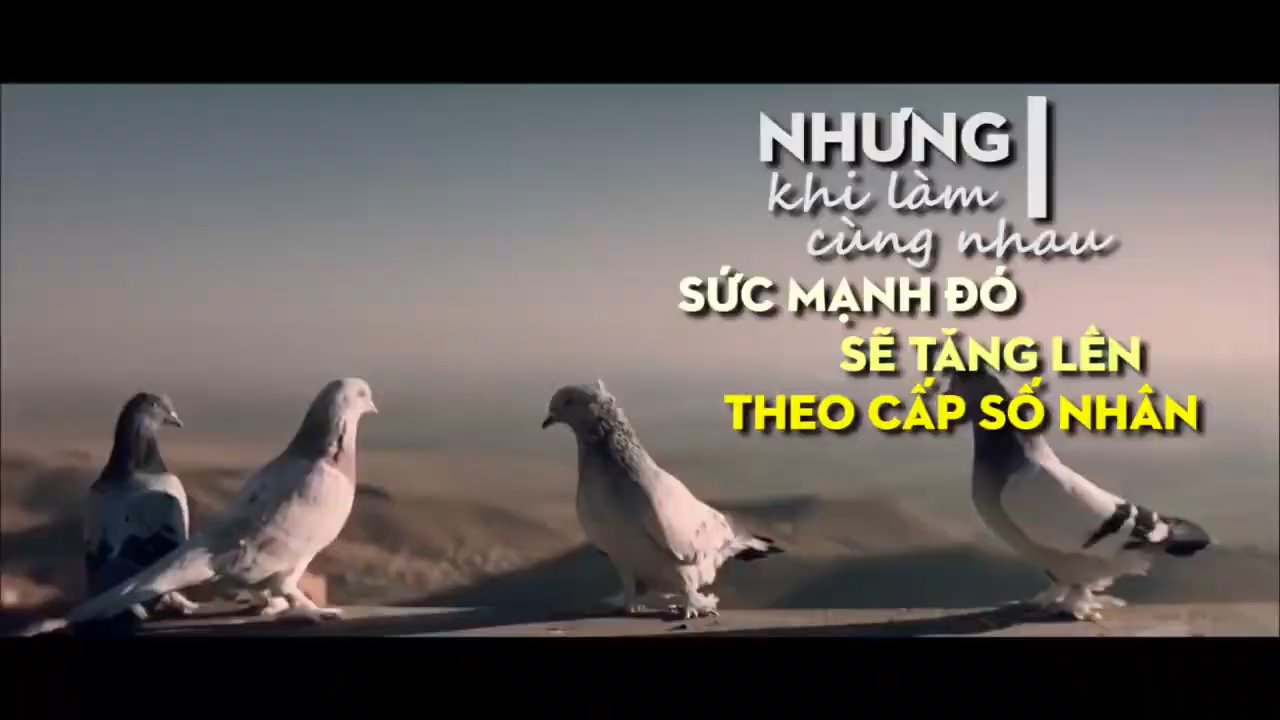 NHƯNG
khi làm
cùng nhau
SỨC MẠNH ĐÓ
SẼ TĂNG LÊN
THEO CẤP SỐ NHÂN